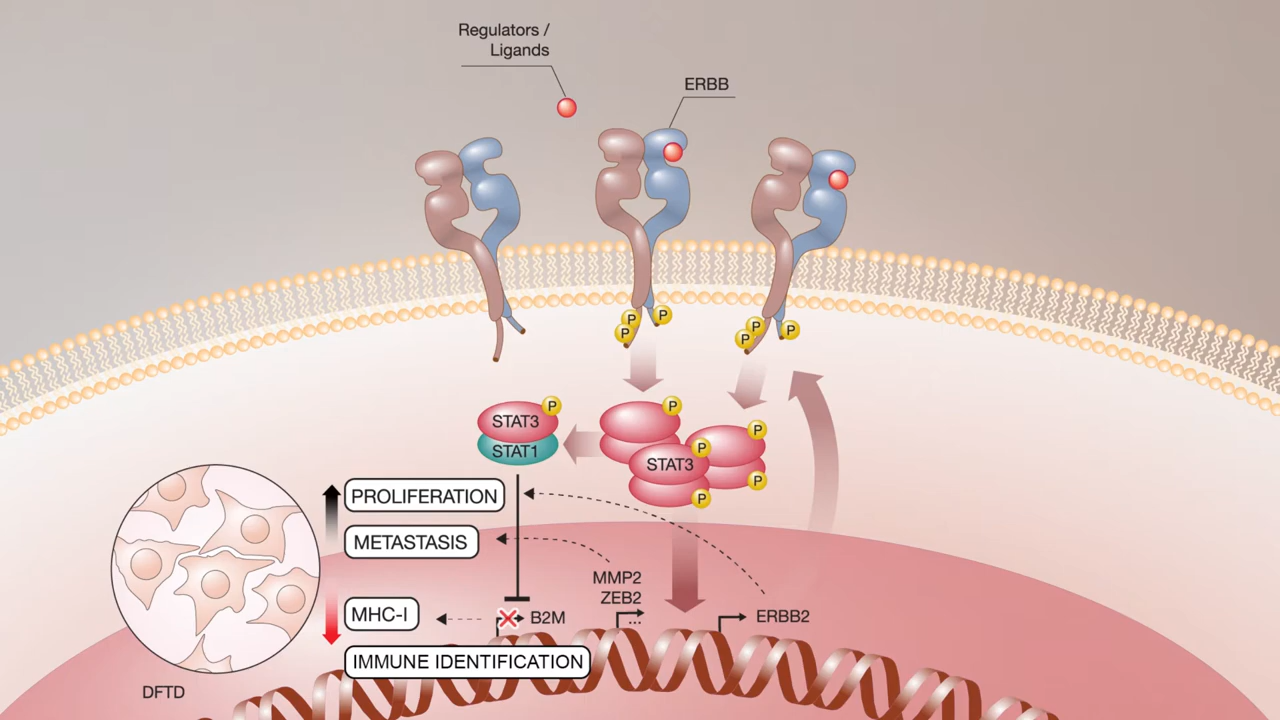 Regulators /
Ligands
ERBB
P
P
P
P
P
P
P
P
P
P
P
P
STAT3
STAT1
STAT3
P
P
PROLIFERATION
METASTASIS
MMP2
ZEB2
...
MHC-I
B2M
ERBB2
IMMUNE IDENTIFICATION
DFTD